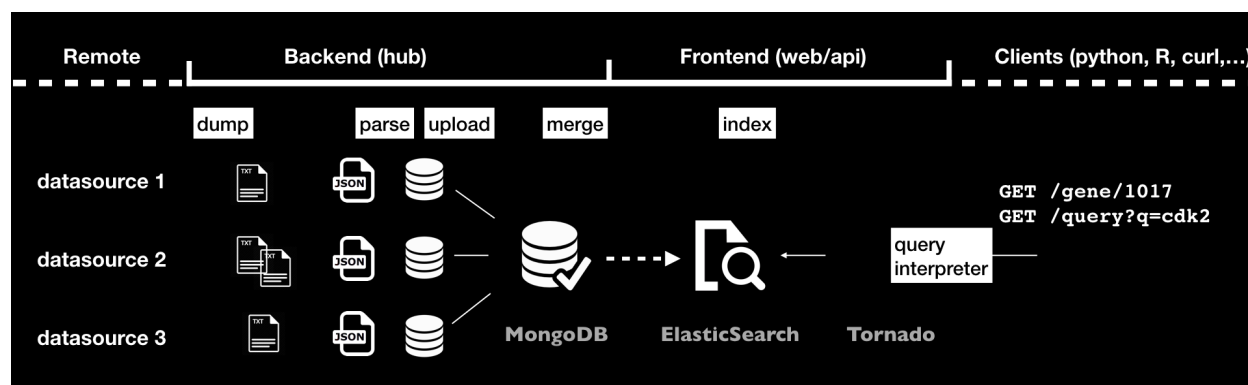 Remote
Backend (hub)
Frontend (web/api)
Clients (python, R, curl,...)
dump
parse
upload
merge
index
datasource 1
TXT
JSON
GET /gene/1017
GET /query?q=cdk2
datasource 2
TXT
TXT
JSON
query
interpreter
datasource 3
TXT
JSON
MongoDB
ElasticSearch
Tornado